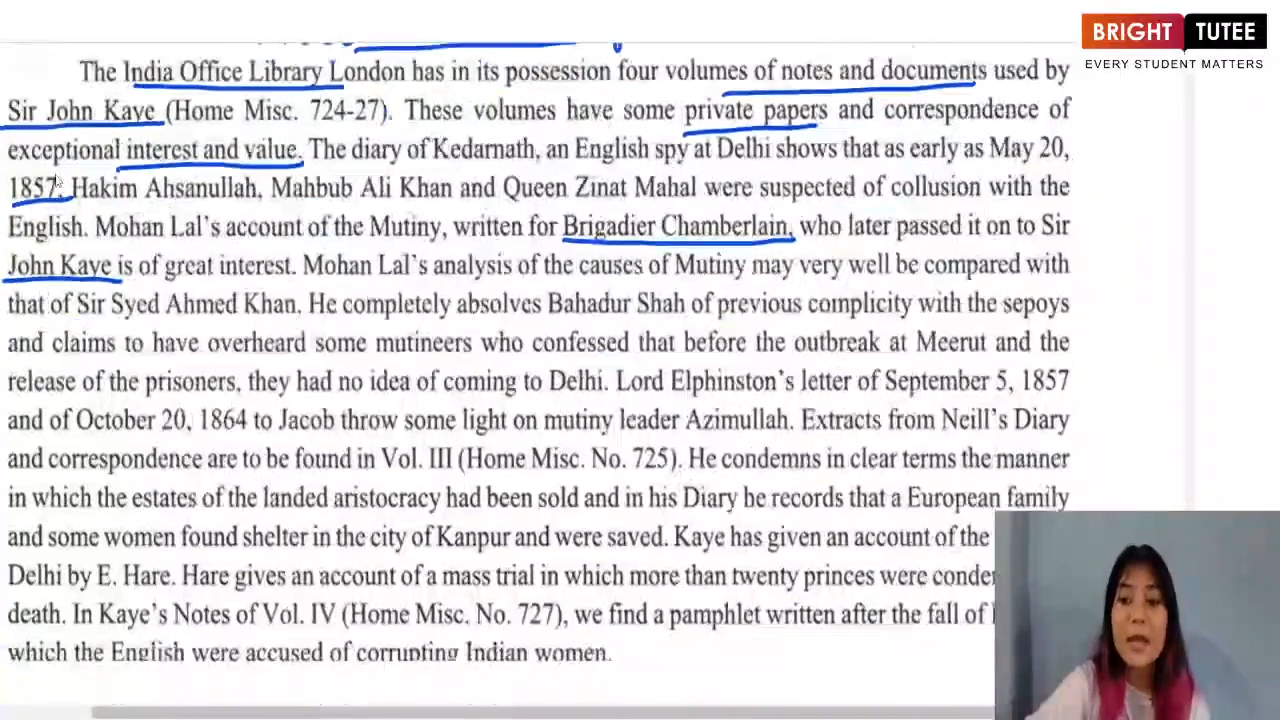 BRIGHT TUTEE
EVERY STUDENT MATTERS
The India Office Library London has in its possession four volumes of notes and documents used by
Sir John Kaye (Home Misc. 724-27). These volumes have some private papers and correspondence of
exceptional interest and value. The diary of Kedarnath, an English spy at Delhi shows that as early as May 20,
1857. Hakim Ahsanullah, Mahbub Ali Khan and Queen Zinat Mahal were suspected of collusion with the
English. Mohan Lal's account of the Mutiny, written for Brigadier Chamberlain, who later passed it on to Sir
John Kaye is of great interest. Mohan Lal's analysis of the causes of Mutiny may very well be compared with
that of Sir Syed Ahmed Khan. He completely absolves Bahadur Shah of previous complicity with the sepoys
and claims to have overheard some mutineers who confessed that before the outbreak at Meerut and the
release of the prisoners, they had no idea of coming to Delhi. Lord Elphinston's letter of September 5, 1857
and of October 20, 1864 to Jacob throw some light on mutiny leader Azimullah. Extracts from Neill's Diary
and correspondence are to be found in Vol. III (Home Misc. No. 725). He condemns in clear terms the manner
in which the estates of the landed aristocracy had been sold and in his Diary be records that a European family
and some women found shelter in the city of Kanpur and were saved. Kaye has given an account of the
Delhi by E. Hare. Hare gives an account of a mass trial in which more than twenty princes were conde
death. In Kaye's Notes of Vol. IV (Home Misc. No. 727), we find a pamphlet written after the fall of
which the English were accused of corrupting Indian women.